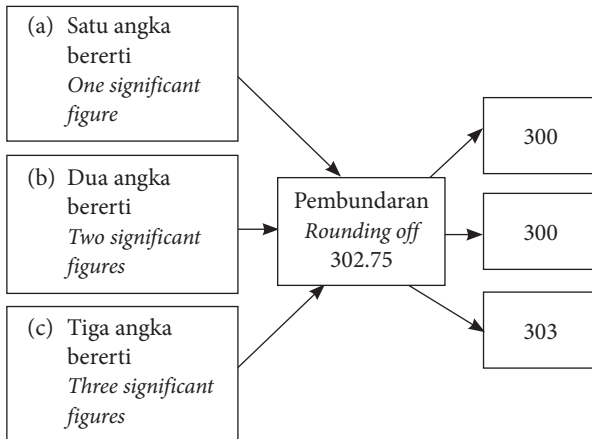 (a) Satu angka
bererti
One significant
figure
(b) Dua angka
bererti
Two significant
figures
(c) Tiga angka
bererti
Three significant
figures
Pembundaran
Rounding off
302.75
300
300
303